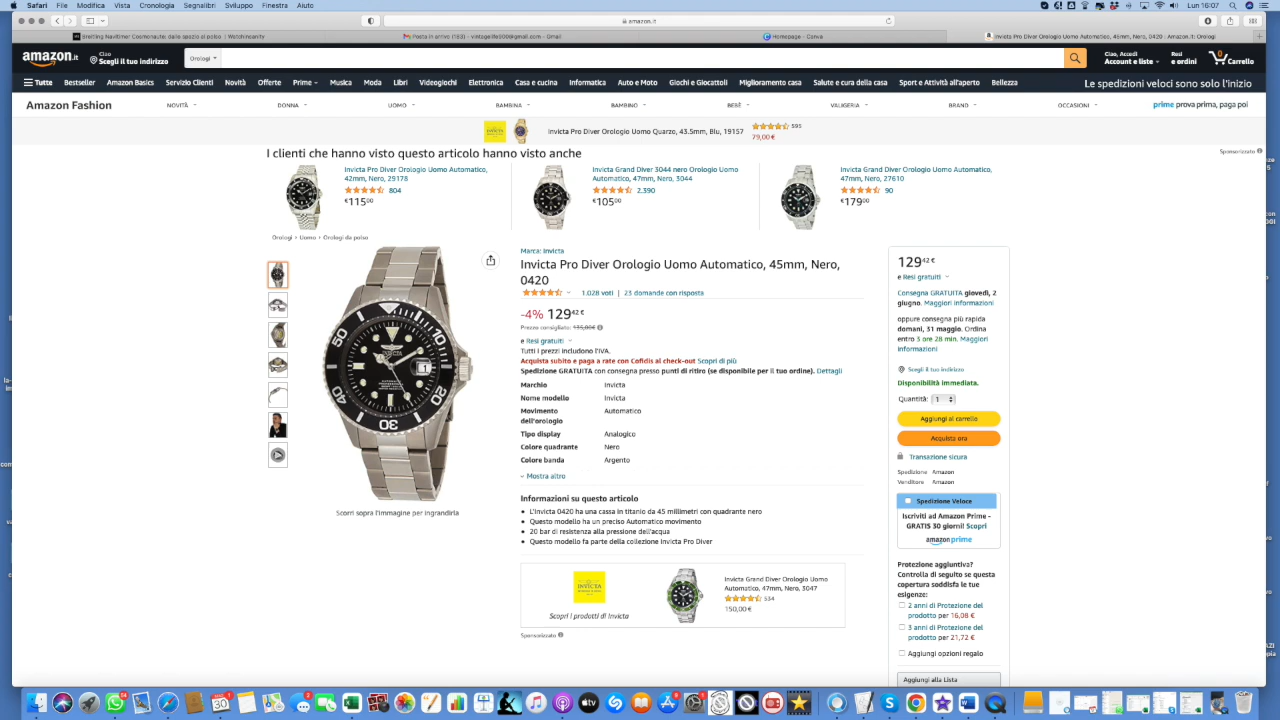 Safari File Modifica Vista Cronologia Segnalibri Sviluppo Finestra Aiuto
Lun 16:07
amazon.it
Breitling Navitimer Cosmonaute: dallo spazio al polso | WatchInsanity
Posta in arrivo (183) - vintagelife300@gmail.com - Gmail
Homepage - Canva
Invicta Pro Diver Orologio Uomo Automatico, 45mm, Nero, 0420 : Amazon.it: Orologi
amazon.it
Ciao
Scegli il tuo indirizzo
Orologi
Ciao, Accedi
Account e liste
Resi
e ordini
0
Carrello
Tutte Bestseller Amazon Basics Servizio Clienti Novità Offerte Prime Musica Moda Libri Videogiochi Elettronica Casa e cucina Informatica Auto e Moto Giochi e Giocattoli Miglioramento casa Salute e cura della casa Sport e Attività all'aperto Bellezza
Le spedizioni veloci sono azzerate
Amazon Fashion NOVITÀ DONNA UOMO BAMBINA BAMBINO BEBÈ VALIGERIA BRAND OCCASIONI prime prova prima, paga poi
Invicta Pro Diver Orologio Uomo Quarzo, 43.5mm, Blu, 19157
595
79,00 €
I clienti che hanno visto questo articolo hanno visto anche
Sponsorizzato
Invicta Pro Diver Orologio Uomo Automatico,
42mm, Nero, 29178
804
€11500
Invicta Grand Diver 3044 nero Orologio Uomo
Automatico, 47mm, Nero, 3044
2.390
€10500
Invicta Grand Diver Orologio Uomo Automatico,
47mm, Nero, 27610
90
€17900
Orologi › Uomo › Orologi da polso
INVICTA
50
10
40
20
30
1
Scorri sopra l'immagine per ingrandirla
Marca: Invicta
Invicta Pro Diver Orologio Uomo Automatico, 45mm, Nero,
0420
1.028 voti | 23 domande con risposta
-4% 129,42 €
Prezzo consigliato: 135,00€
e Resi gratuiti
Tutti i prezzi includono l'IVA.
Acquista subito e paga a rate con Cofidis al check-out Scopri di più
Spedizione GRATUITA con consegna presso punti di ritiro (se disponibile per il tuo ordine). Dettagli
Marchio Invicta
Nome modello Invicta
Movimento Automatico
dell'orologio
Tipo display Analogico
Colore quadrante Nero
Colore banda Argento
Mostra altro
Informazioni su questo articolo
L'Invicta 0420 ha una cassa in titanio da 45 millimetri con quadrante nero
Questo modello ha un preciso Automatico movimento
20 bar di resistenza alla pressione dell'acqua
Questo modello fa parte della collezione Invicta Pro Diver
INVICTA
Scopri i prodotti di Invicta
Invicta Grand Diver Orologio Uomo
Automatico, 47mm, Nero, 3047
534
150,00 €
Sponsorizzato
129,42 €
e Resi gratuiti
Consegna GRATUITA giovedì, 2
giugno. Maggiori informazioni
oppure consegna più rapida
domani, 31 maggio. Ordina
entro 3 ore 28 min. Maggiori
informazioni
Scegli il tuo indirizzo
Disponibilità immediata.
Quantità: 1
Aggiungi al carrello
Acquista ora
Transazione sicura
Spedizione Amazon
Venditore Amazon
Spedizione Veloce
Iscriviti ad Amazon Prime -
GRATIS 30 giorni! Scopri
amazon prime
Protezione aggiuntiva?
Controlla di seguito se questa
copertura soddisfa le tue
esigenze:
2 anni di Protezione del
prodotto per 16,08 €
3 anni di Protezione del
prodotto per 21,72 €
Aggiungi opzioni regalo
Aggiungi alla Lista